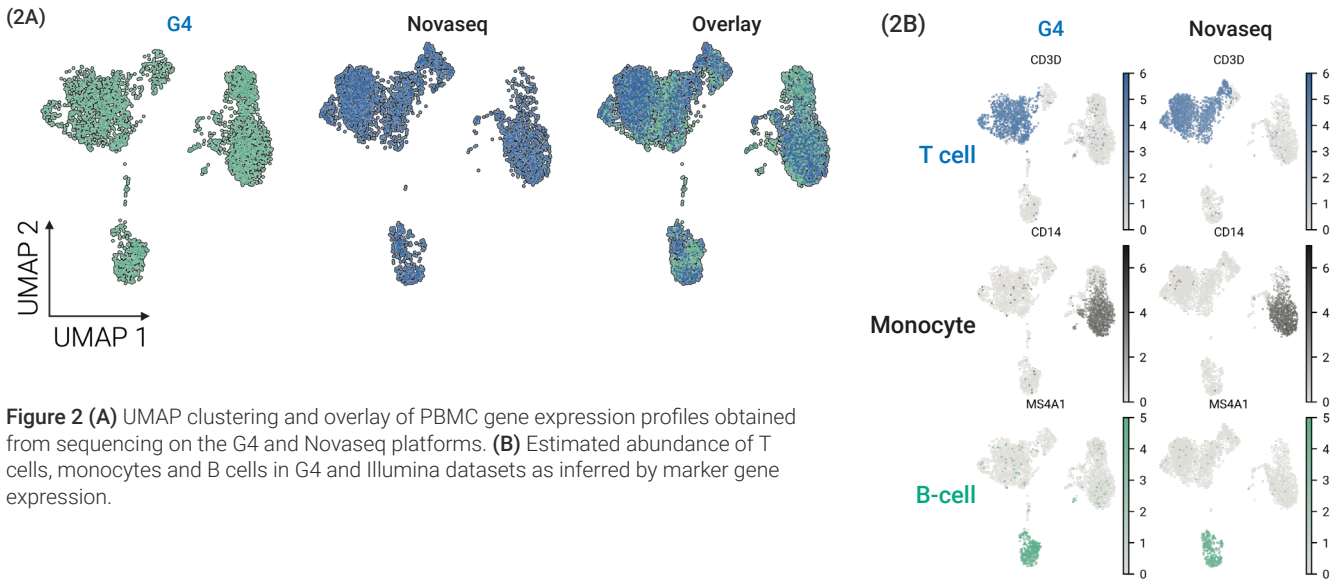 (2A)
G4
Novaseq
Overlay
UMAP 2
UMAP 1
Figure 2 (A) UMAP clustering and overlay of PBMC gene expression profiles obtained
from sequencing on the G4 and Novaseq platforms. (B) Estimated abundance of T
cells, monocytes and B cells in G4 and Illumina datasets as inferred by marker gene
expression.
(2B)
G4
Novaseq
CD3D
CD3D
T cell
6
5
4
3
2
1
0
6
5
4
3
2
1
0
CD14
CD14
Monocyte
6
4
2
0
6
4
2
0
MS4A1
MS4A1
B-cell
5
4
3
2
1
0
5
4
3
2
1
0